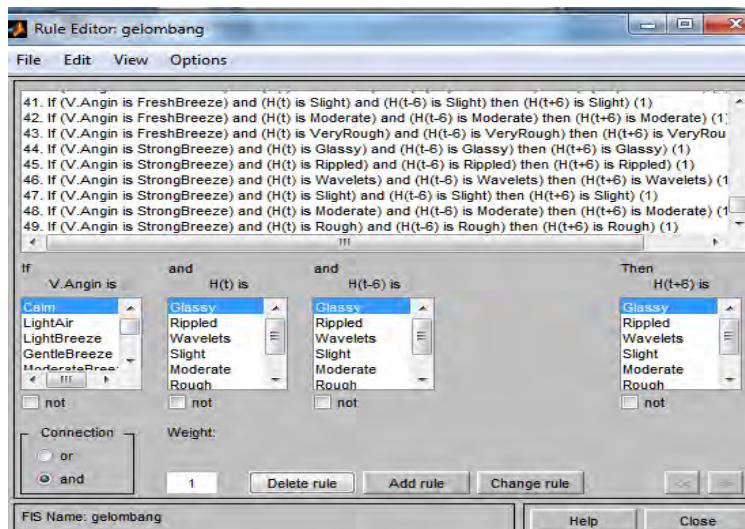 Rule Editor: gelombang
File Edit View Options
41. If (V.Angin is FreshBreeze) and (H(t) is Slight) and (H(t-6) is Slight) then (H(t+6) is Slight) (1)
42. If (V.Angin is FreshBreeze) and (H(t) is Moderate) and (H(t-6) is Moderate) then (H(t+6) is Moderate) (1)
43. If (V.Angin is FreshBreeze) and (H(t) is VeryRough) and (H(t-6) is VeryRough) then (H(t+6) is VeryRou
44. If (V.Angin is StrongBreeze) and (H(t) is Glassy) and (H(t-6) is Glassy) then (H(t+6) is Glassy) (1)
45. If (V.Angin is StrongBreeze) and (H(t) is Rippled) and (H(t-6) is Rippled) then (H(t+6) is Rippled) (1)
46. If (V.Angin is StrongBreeze) and (H(t) is Wavelets) and (H(t-6) is Wavelets) then (H(t+6) is Wavelets) (1
47. If (V.Angin is StrongBreeze) and (H(t) is Slight) and (H(t-6) is Slight) then (H(t+6) is Slight) (1)
48. If (V.Angin is StrongBreeze) and (H(t) is Moderate) and (H(t-6) is Moderate) then (H(t+6) is Moderate) (1
49. If (V.Angin is StrongBreeze) and (H(t) is Rough) and (H(t-6) is Rough) then (H(t+6) is Rough) (1)
If and and Then
V.Angin is H(t) is H(t-6) is H(t+6) is
Calm Glassy Glassy Glassy
LightAir Rippled Rippled Rippled
LightBreeze Wavelets Wavelets Wavelets
GentleBreeze Slight Slight Slight
ModerateBree Moderate Moderate Moderate
Rough Rough Rough
not not not not
Connection Weight:
or
and 1 Delete rule Add rule Change rule << >>
FIS Name: gelombang Help Close